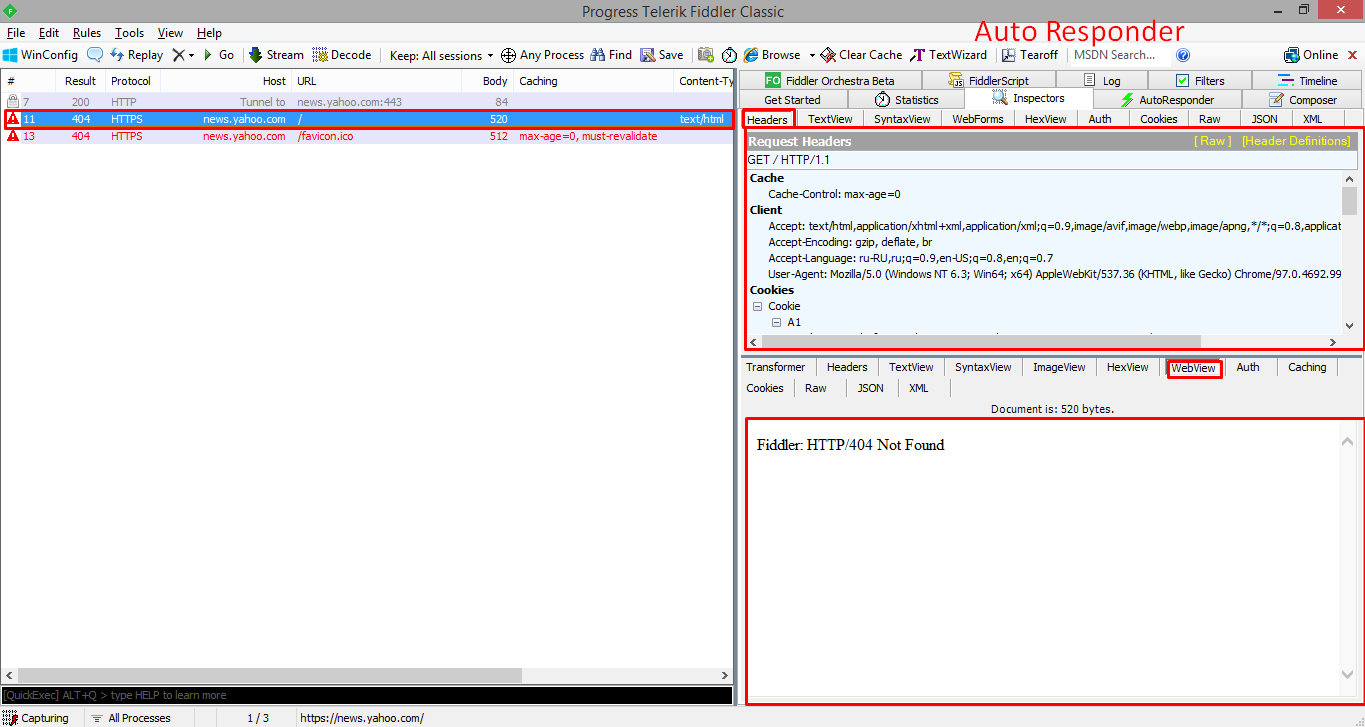 Progress Telerik Fiddler Classic
File Edit Rules Tools View Help
Auto Responder
WinConfig Replay Go Stream Decode Keep: All sessions Any Process Find Save Browse Clear Cache TextWizard Tearoff MSDN Search... Online
# Result Protocol Host URL Body Caching Content-Ty
7 200 HTTP Tunnel to news.yahoo.com:443 84
11 404 HTTPS news.yahoo.com / 520 text/html
13 404 HTTPS news.yahoo.com /favicon.ico 512 max-age=0, must-revalidate
FO Fiddler Orchestra Beta FiddlerScript Log Filters Timeline
Get Started Statistics Inspectors AutoResponder Composer
Headers TextView SyntaxView WebForms HexView Auth Cookies Raw JSON XML
Request Headers [ Raw ] [Header Definitions]
GET / HTTP/1.1
Cache
Cache-Control: max-age=0
Client
Accept: text/html,application/xhtml+xml,application/xml;q=0.9,image/avif,image/webp,image/apng,*/*;q=0.8,applicat
Accept-Encoding: gzip, deflate, br
Accept-Language: ru-RU,ru;q=0.9,en-US;q=0.8,en;q=0.7
User-Agent: Mozilla/5.0 (Windows NT 6.3; Win64; x64) AppleWebKit/537.36 (KHTML, like Gecko) Chrome/97.0.4692.99
Cookies
Cookie
A1
Transformer Headers TextView SyntaxView ImageView HexView WebView Auth Caching
Cookies Raw JSON XML
Document is: 520 bytes.
Fiddler: HTTP/404 Not Found
[QuickExec] ALT+Q > type HELP to learn more
Capturing All Processes 1 / 3 https://news.yahoo.com/